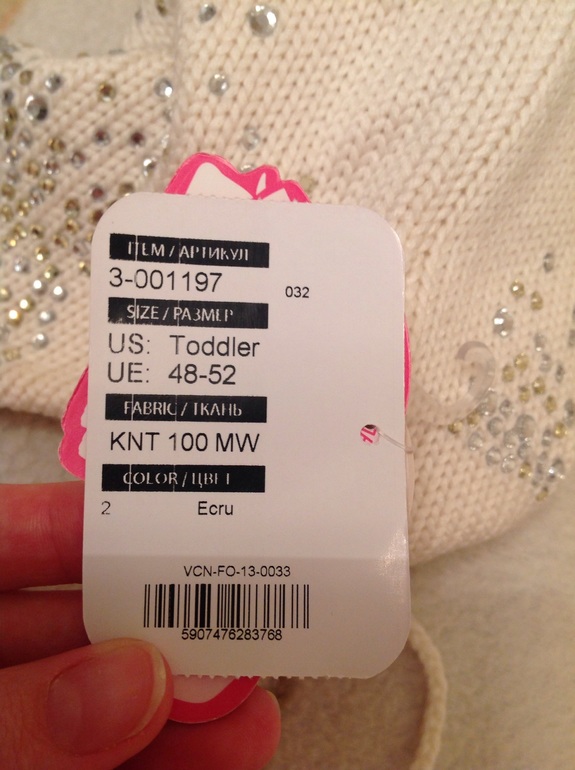 ITEM / АРТИКУЛ
3-001197
032
SIZE / РАЗМЕР
US: Toddler
UE: 48-52
FABRIC / ТКАНЬ
KNT 100 MW
COLOR / ЦВЕТ
2 Ecru
VCN-FO-13-0033
5907476283768